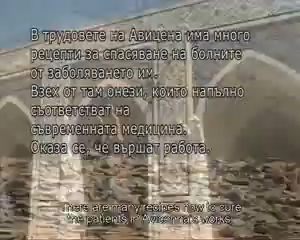 В трудовете на Авицена има много
рецепти за спасяване на болните
от заболяването им.
Взех от там онези, които напълно
съответстват на
съвременната медицина.
Оказа се, че вършат работа.
There are many recipes how to cure
the patients in Avicenna's works